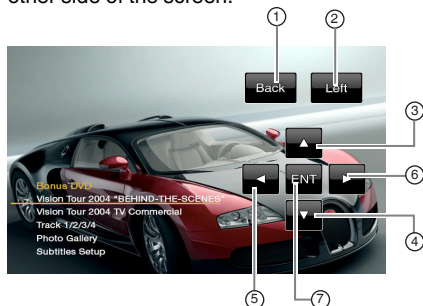 other side of the screen.
① ②
Back Left
③
▲
◄ ENT ► ⑥
▼
④
Bonus DVD
Vision Tour 2004 "BEHIND-THE-SCENES"
Vision Tour 2004 TV Commercial
Track 1/2/3/4
Photo Gallery
Subtitles Setup
⑤ ⑦